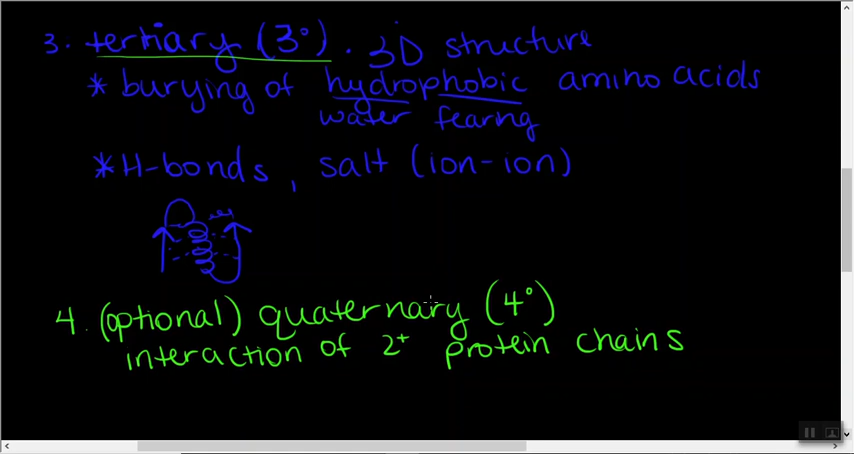 3. tertiary (3°). 3D structure
* burying of hydrophobic amino acids
water fearing
* H-bonds, salt (ion-ion)
4. (optional) quaternary (4°)
interaction of 2+ protein chains